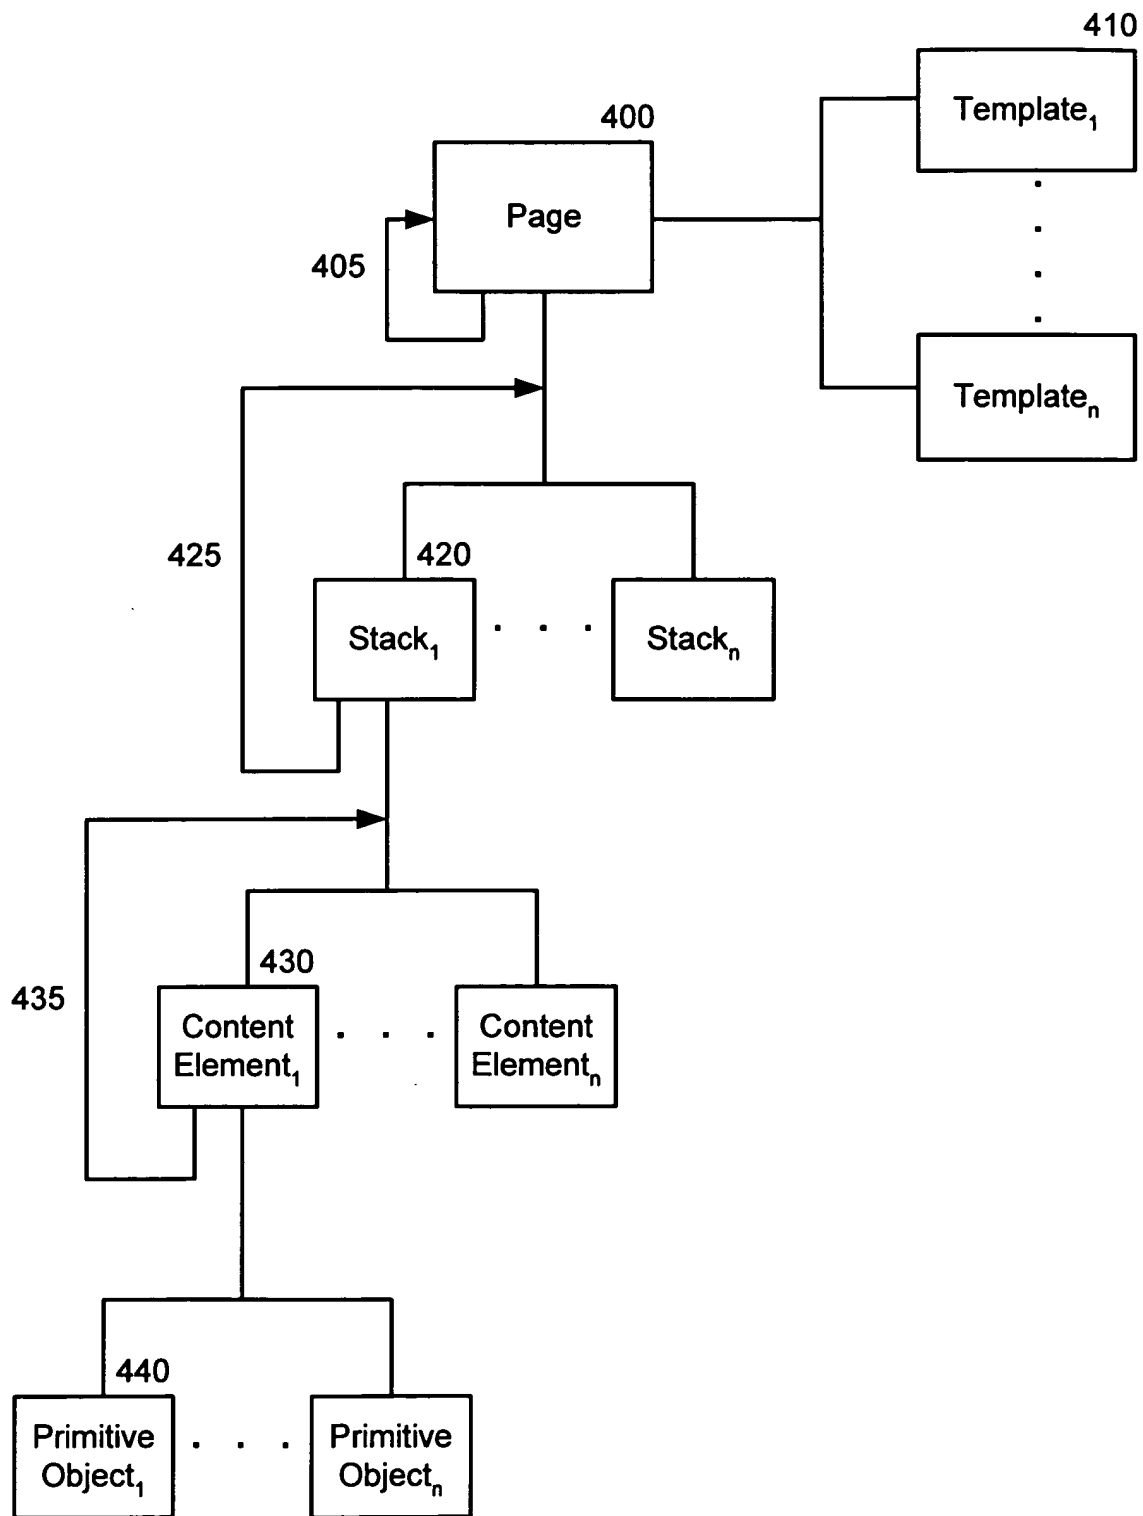 410
Template₁
400
Page
405
Templateₙ
425
420
Stack₁
Stackₙ
430
435
Content
Element₁
Content
Elementₙ
440
Primitive
Object₁
Primitive
Objectₙ